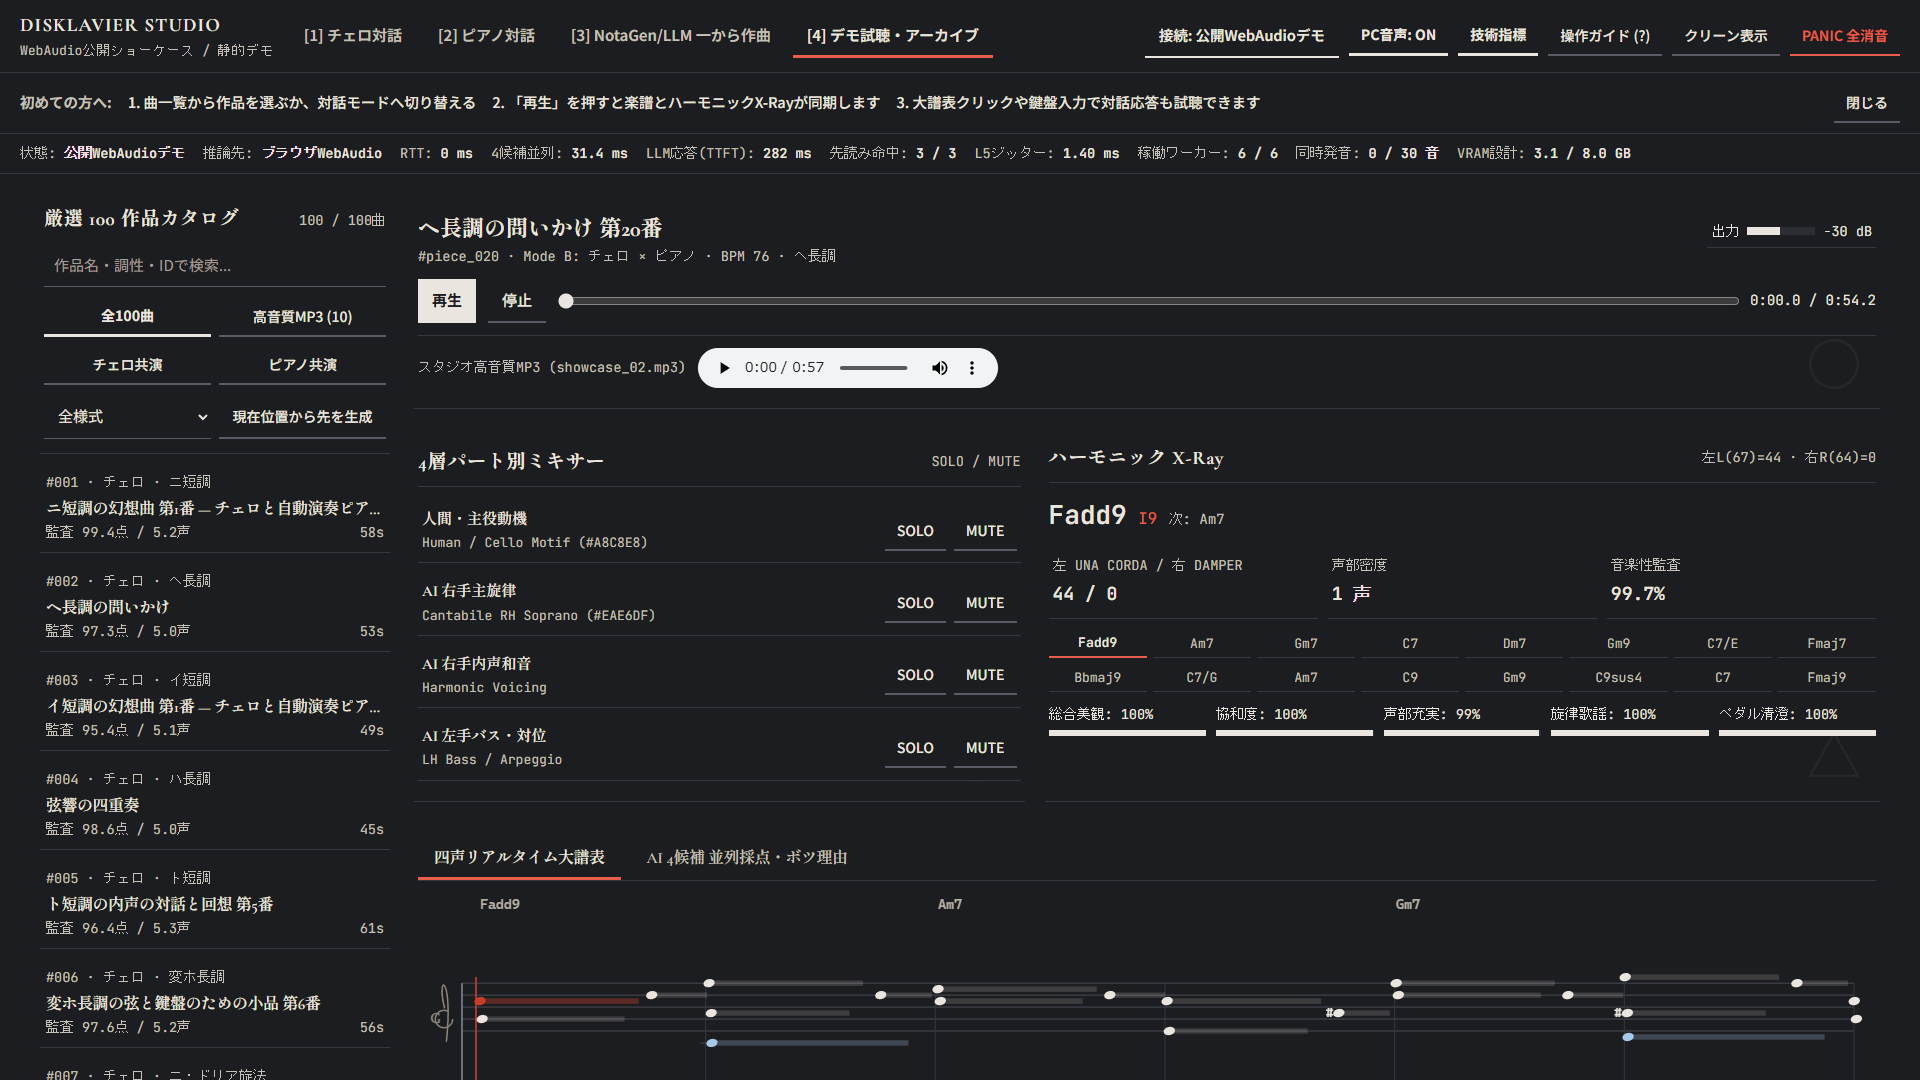 DISKLAVIER STUDIO
WebAudio公開ショーケース / 静的デモ
[1] チェロ対話
[2] ピアノ対話
[3] NotaGen/LLM 一から作曲
[4] デモ試聴・アーカイブ
接続: 公開WebAudioデモ
PC音声: ON
技術指標
操作ガイド (?)
クリーン表示
PANIC 全消音
初めての方へ: 1. 曲一覧から作品を選ぶか、対話モードへ切り替える 2. 「再生」を押すと楽譜とハーモニックX-Rayが同期します 3. 大譜表クリックや鍵盤入力で対話応答も試聴できます
閉じる
状態: 公開WebAudioデモ 推論先: ブラウザWebAudio RTT: 0 ms 4候補並列: 31.4 ms LLM応答(TTFT): 282 ms 先読み命中: 3 / 3 L5ジッター: 1.40 ms 稼働ワーカー: 6 / 6 同時発音: 0 / 30 音 VRAM設計: 3.1 / 8.0 GB
厳選 100 作品カタログ
100 / 100曲
作品名・調性・IDで検索...
全100曲
高音質MP3 (10)
チェロ共演
ピアノ共演
全様式
現在位置から先を生成
#001 · チェロ · ニ短調
ニ短調の幻想曲 第1番 — チェロと自動演奏ピア...
監査 99.4点 / 5.2声
58s
#002 · チェロ · ヘ長調
ヘ長調の問いかけ
監査 97.3点 / 5.0声
53s
#003 · チェロ · イ短調
イ短調の幻想曲 第1番 — チェロと自動演奏ピア...
監査 95.4点 / 5.1声
49s
#004 · チェロ · ハ長調
弦響の四重奏
監査 98.6点 / 5.0声
45s
#005 · チェロ · ト短調
ト短調の内声の対話と回想 第5番
監査 96.4点 / 5.3声
61s
#006 · チェロ · 変ホ長調
変ホ長調の弦と鍵盤のための小品 第6番
監査 97.6点 / 5.2声
56s
#007 · チェロ · ニ・ドリア旋法
ヘ長調の問いかけ 第20番
#piece_020 · Mode B: チェロ × ピアノ · BPM 76 · ヘ長調
出力
-30 dB
再生
停止
0:00.0 / 0:54.2
スタジオ高音質MP3 (showcase_02.mp3)
0:00 / 0:57
4層パート別ミキサー
SOLO / MUTE
人間・主役動機
Human / Cello Motif (#A8C8E8)
SOLO
MUTE
AI 右手主旋律
Cantabile RH Soprano (#EAE6DF)
SOLO
MUTE
AI 右手内声和音
Harmonic Voicing
SOLO
MUTE
AI 左手バス・対位
LH Bass / Arpeggio
SOLO
MUTE
ハーモニック X-Ray
左L(67)=44 · 右R(64)=0
Fadd9 I9 次: Am7
左 UNA CORDA / 右 DAMPER
44 / 0
声部密度
1 声
音楽性監査
99.7%
Fadd9 Am7 Gm7 C7 Dm7 Gm9 C7/E Fmaj7
Bbmaj9 C7/G Am7 C9 Gm9 C9sus4 C7 Fmaj9
総合美観: 100%
協和度: 100%
声部充実: 99%
旋律歌謡: 100%
ペダル清澄: 100%
四声リアルタイム大譜表
AI 4候補 並列採点・ボツ理由
Fadd9
Am7
Gm7